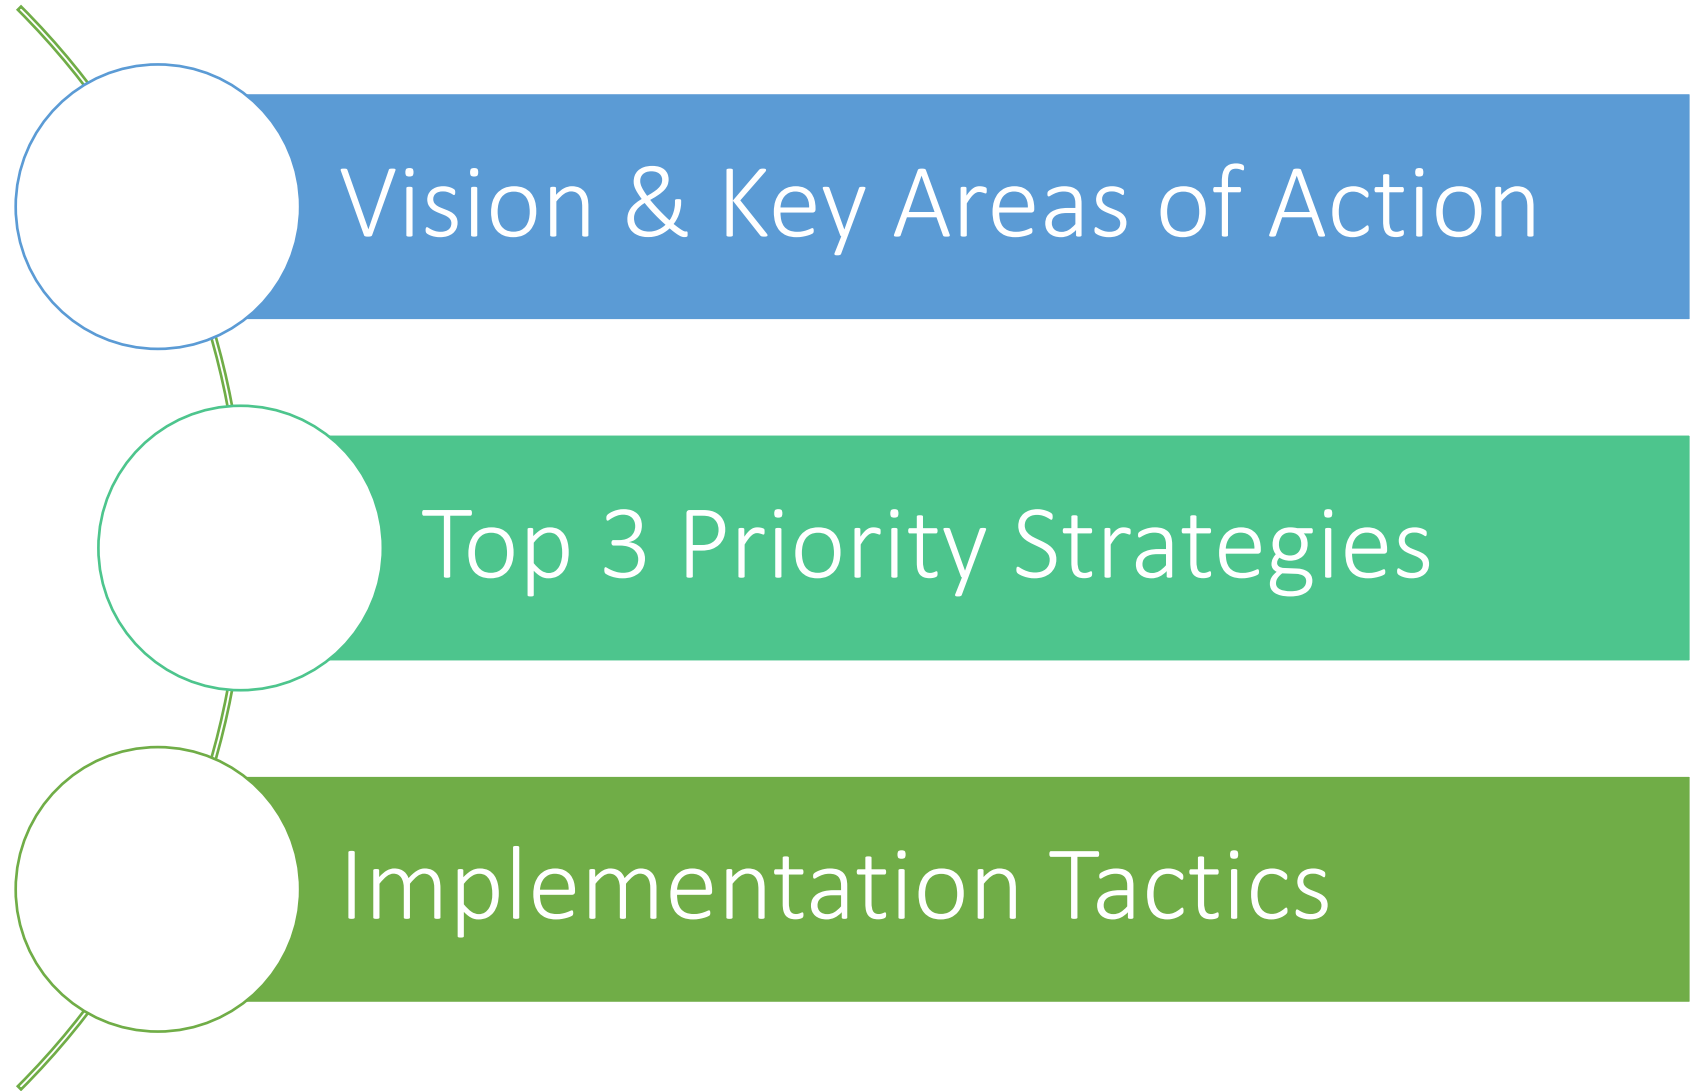 Vision & Key Areas of Action
Top 3 Priority Strategies
Implementation Tactics